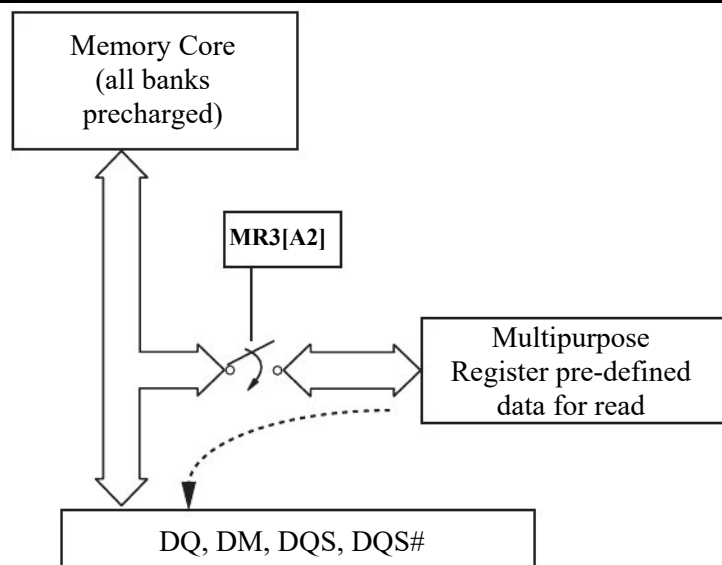 Memory Core
(all banks
precharged)
MR3[A2]
Multipurpose
Register pre-defined
data for read
DQ, DM, DQS, DQS#